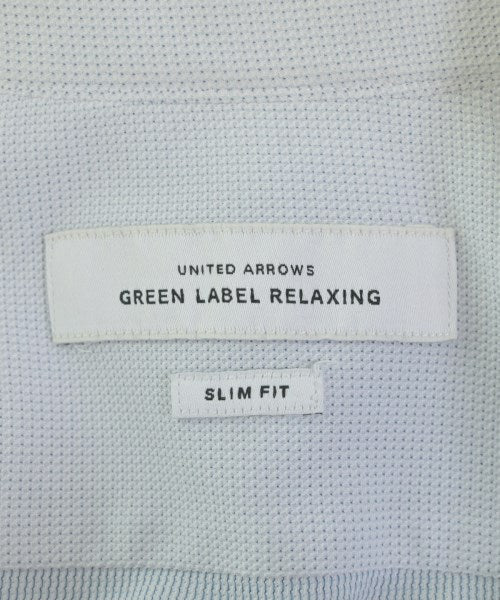 UNITED ARROWS
GREEN LABEL RELAXING
SLIM FIT